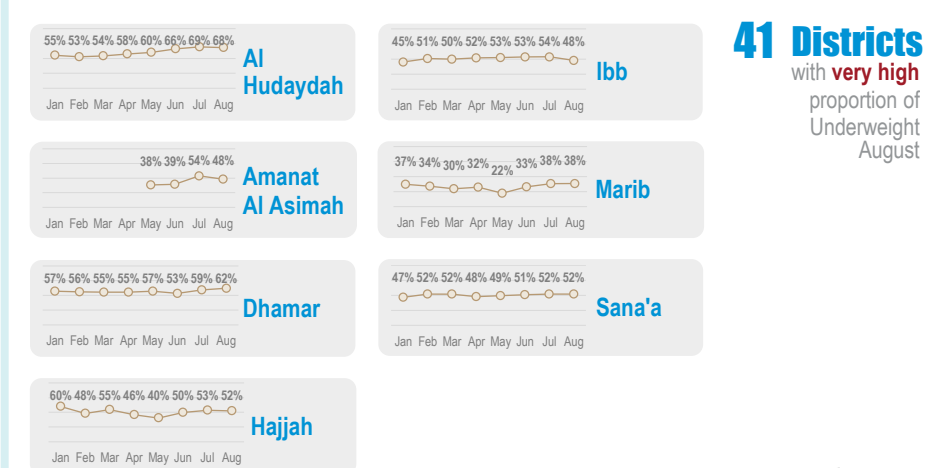 55% 53% 54% 58% 60% 66% 69% 68%
Al
Hudaydah
Jan Feb Mar Apr May Jun Jul Aug
45% 51% 50% 52% 53% 53% 54% 48%
Ibb
Jan Feb Mar Apr May Jun Jul Aug
41 Districts
with very high
proportion of
Underweight
August
38% 39% 54% 48%
Amanat
Al Asimah
Jan Feb Mar Apr May Jun Jul Aug
37% 34% 30% 32% 22% 33% 38% 38%
Marib
Jan Feb Mar Apr May Jun Jul Aug
57% 56% 55% 55% 57% 53% 59% 62%
Dhamar
Jan Feb Mar Apr May Jun Jul Aug
47% 52% 52% 48% 49% 51% 52% 52%
Sana'a
Jan Feb Mar Apr May Jun Jul Aug
60% 48% 55% 46% 40% 50% 53% 52%
Hajjah
Jan Feb Mar Apr May Jun Jul Aug